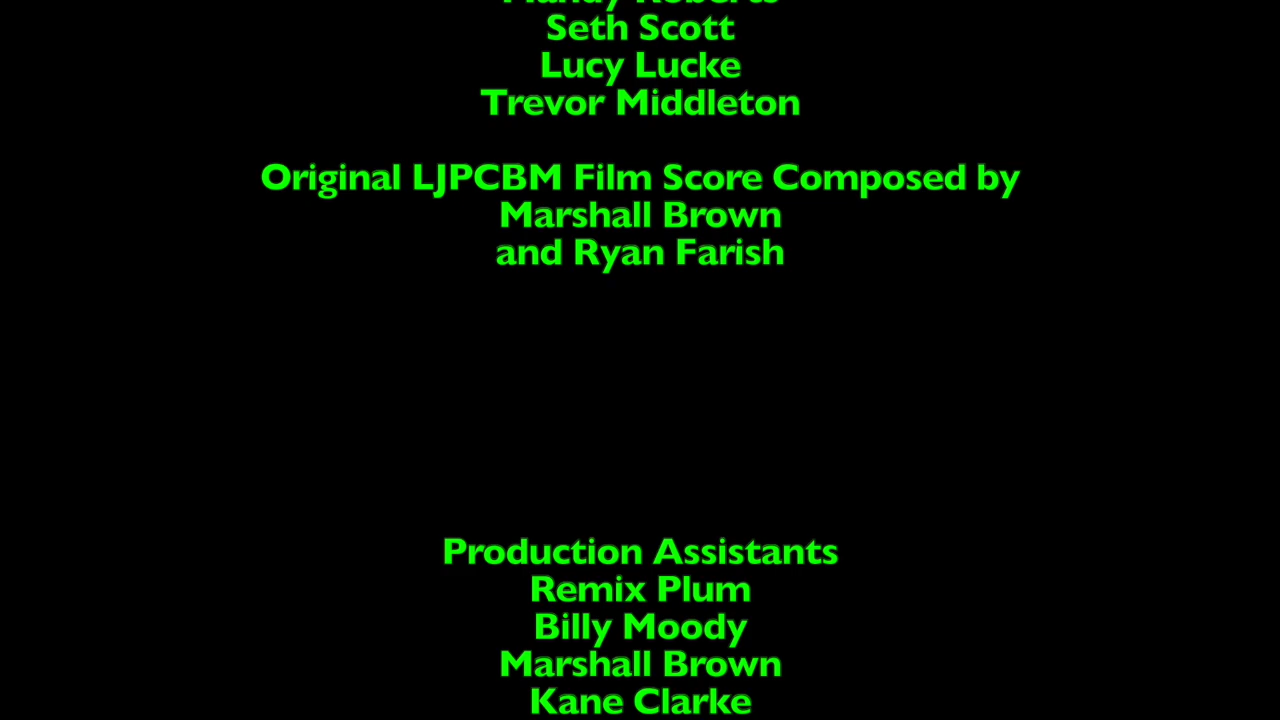 Seth Scott
Lucy Lucke
Trevor Middleton
Original LJPCBM Film Score Composed by
Marshall Brown
and Ryan Farish
Production Assistants
Remix Plum
Billy Moody
Marshall Brown
Kane Clarke